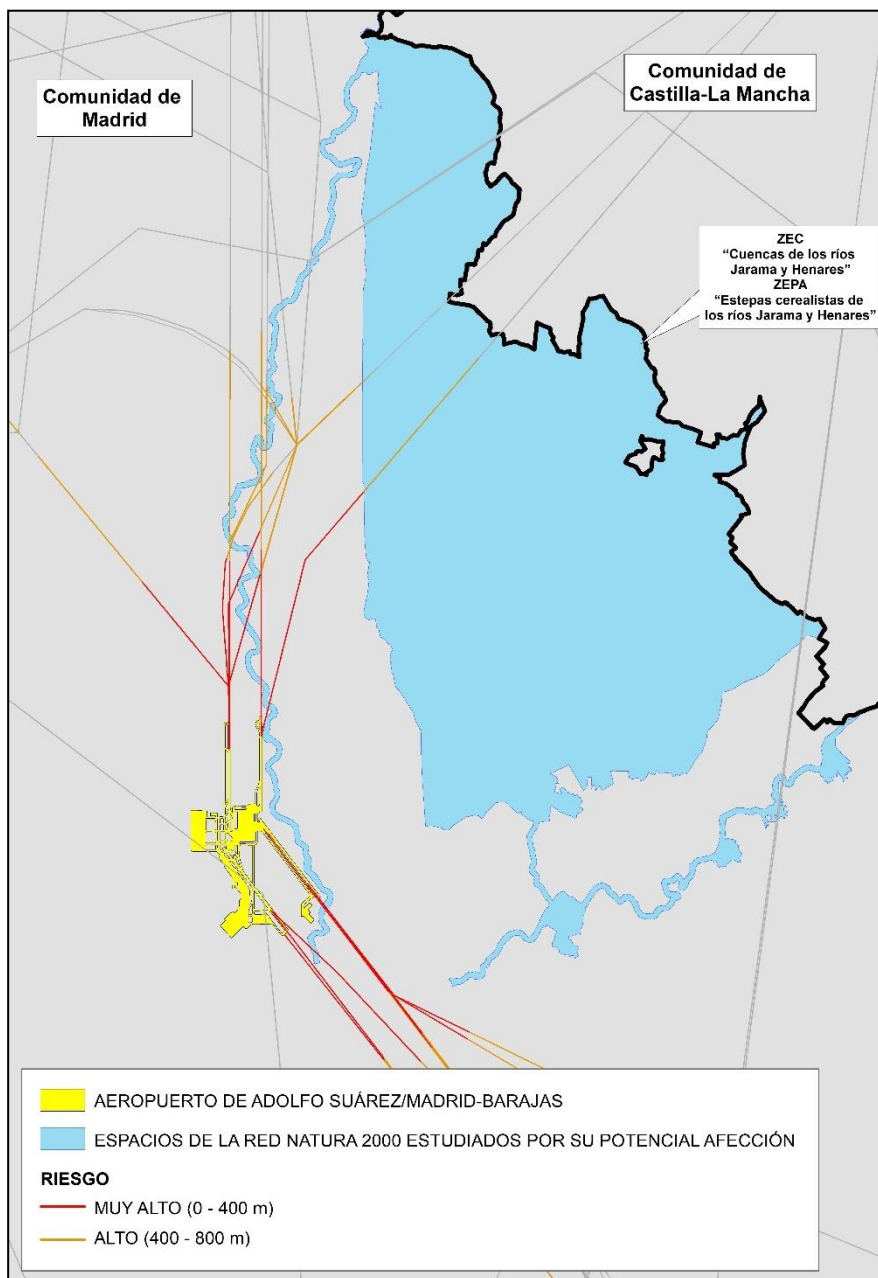 Comunidad de
Madrid
Comunidad de
Castilla-La Mancha
ZEC
“Cuencas de los ríos
Jarama y Henares”
ZEPA
“Estepas cerealistas de
los ríos Jarama y Henares”
AEROPUERTO DE ADOLFO SUÁREZ/MADRID-BARAJAS
ESPACIOS DE LA RED NATURA 2000 ESTUDIADOS POR SU POTENCIAL AFECCIÓN
RIESGO
MUY ALTO (0 - 400 m)
ALTO (400 - 800 m)